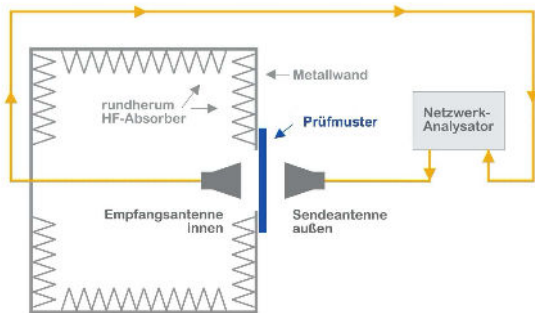 Metallwand
rundherum
HF-Absorber
Prüfmuster
Netzwerk-
Analysator
Empfangsantenne
innen
Sendeantenne
außen